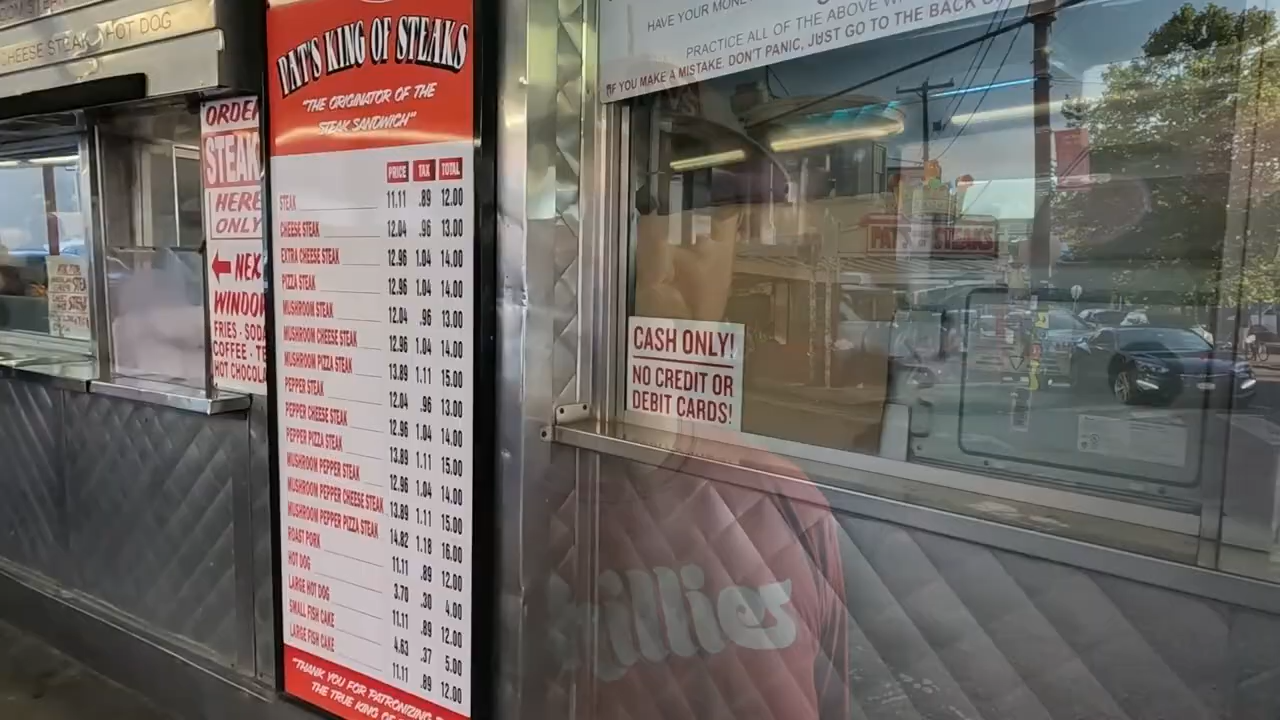 CHEESE STEAK HOT DOG
ORDER
STEAK
HERE
ONLY
NEX
WINDOW
FRIES - SODA
COFFEE - TE
HOT CHOCOLA
PAT'S KING OF STEAKS
"THE ORIGINATOR OF THE
STEAK SANDWICH"
PRICE TAX TOTAL
STEAK 11.11 .89 12.00
CHEESE STEAK 12.04 .96 13.00
EXTRA CHEESE STEAK 12.96 1.04 14.00
PIZZA STEAK 12.96 1.04 14.00
MUSHROOM STEAK 12.04 .96 13.00
MUSHROOM CHEESE STEAK 12.96 1.04 14.00
MUSHROOM PIZZA STEAK 13.89 1.11 15.00
PEPPER STEAK 12.04 .96 13.00
PEPPER CHEESE STEAK 12.96 1.04 14.00
PEPPER PIZZA STEAK 13.89 1.11 15.00
MUSHROOM PEPPER STEAK 12.96 1.04 14.00
MUSHROOM PEPPER CHEESE STEAK 13.89 1.11 15.00
MUSHROOM PEPPER PIZZA STEAK 14.82 1.18 16.00
ROAST PORK 11.11 .89 12.00
HOT DOG 3.70 .30 4.00
LARGE HOT DOG 11.11 .89 12.00
SMALL FISH CAKE 4.63 .37 5.00
LARGE FISH CAKE 11.11 .89 12.00
"THANK YOU FOR PATRONIZING
THE TRUE KING OF
HAVE YOUR MONEY
PRACTICE ALL OF THE ABOVE
IF YOU MAKE A MISTAKE, DON'T PANIC, JUST GO TO THE BACK
CASH ONLY!
NO CREDIT OR
DEBIT CARDS!
hillies